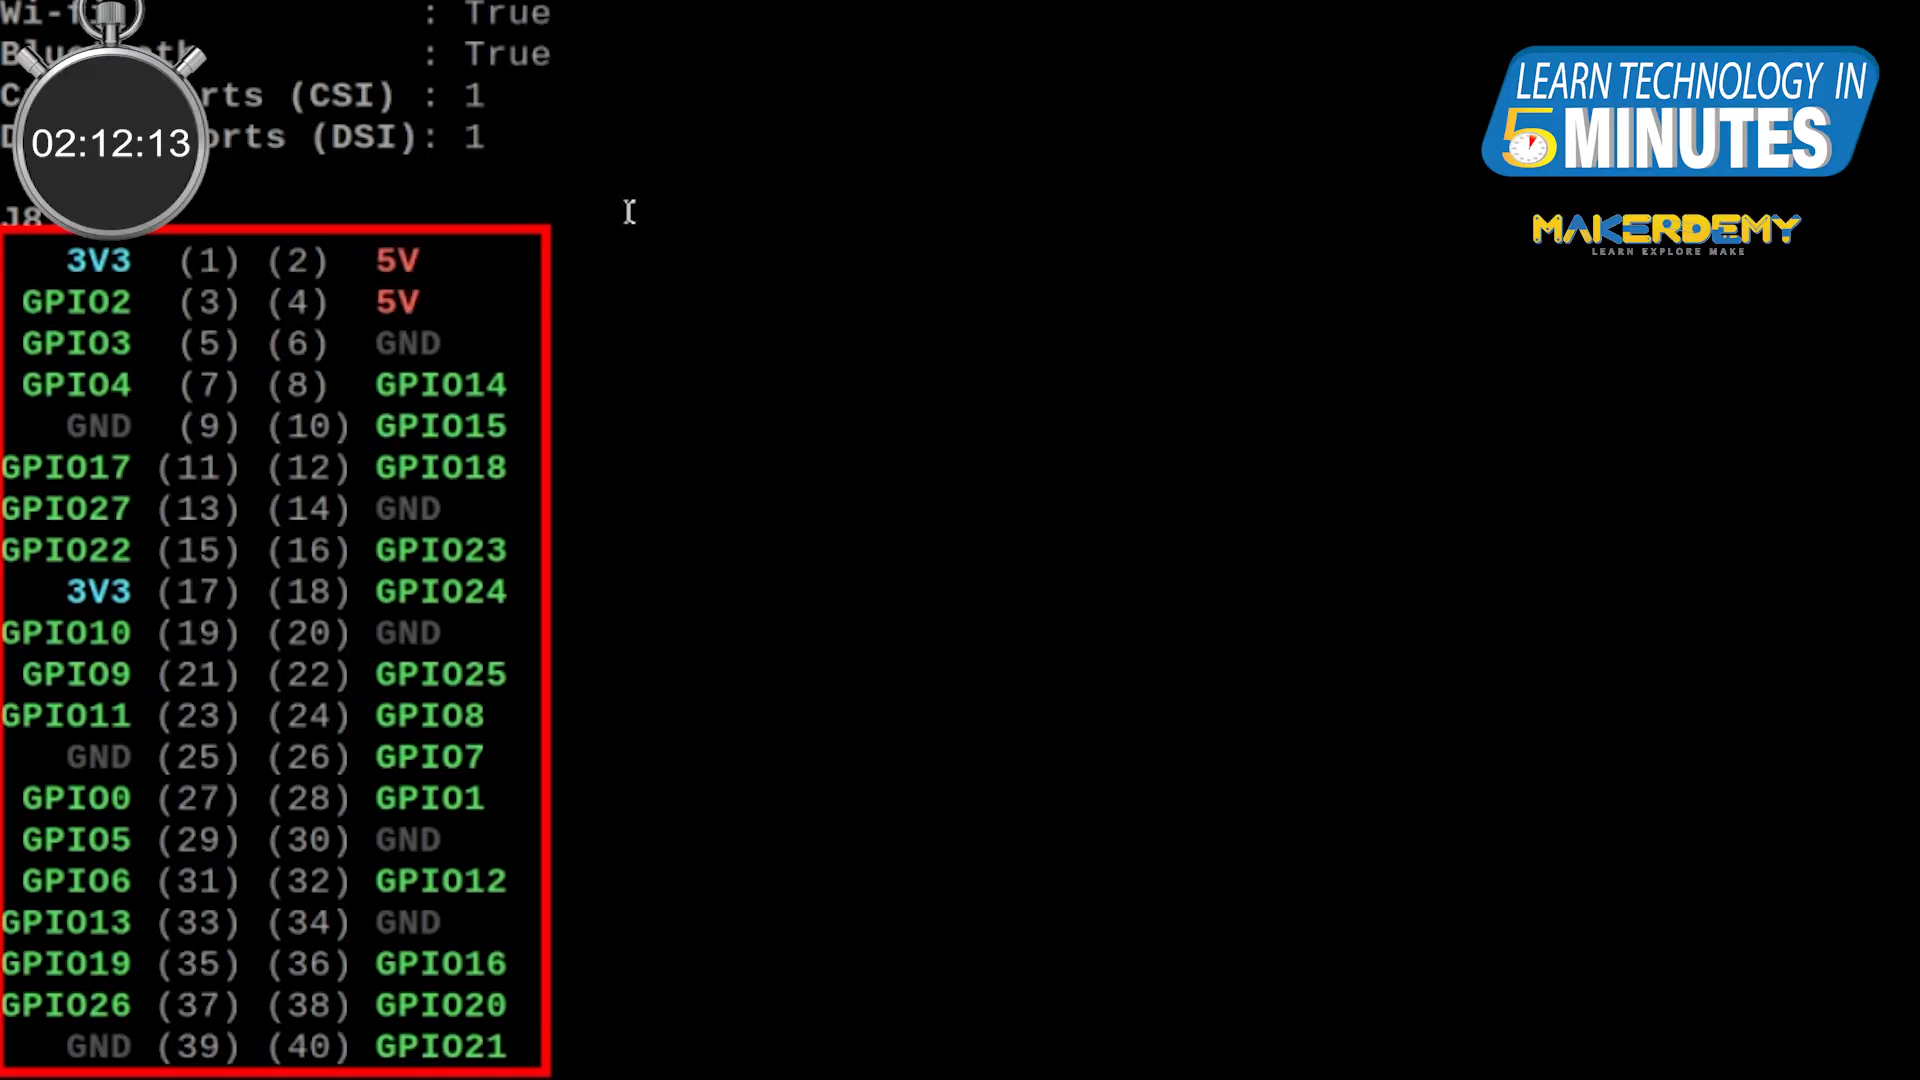 Wi-fi : True
: True
rts (CSI) : 1
orts (DSI): 1
02:12:13
J8
3V3 (1) (2) 5V
GPIO2 (3) (4) 5V
GPIO3 (5) (6) GND
GPIO4 (7) (8) GPIO14
GND (9) (10) GPIO15
GPIO17 (11) (12) GPIO18
GPIO27 (13) (14) GND
GPIO22 (15) (16) GPIO23
3V3 (17) (18) GPIO24
GPIO10 (19) (20) GND
GPIO9 (21) (22) GPIO25
GPIO11 (23) (24) GPIO8
GND (25) (26) GPIO7
GPIO0 (27) (28) GPIO1
GPIO5 (29) (30) GND
GPIO6 (31) (32) GPIO12
GPIO13 (33) (34) GND
GPIO19 (35) (36) GPIO16
GPIO26 (37) (38) GPIO20
GND (39) (40) GPIO21
LEARN TECHNOLOGY IN
5 MINUTES
MAKERDEMY
LEARN EXPLORE MAKE